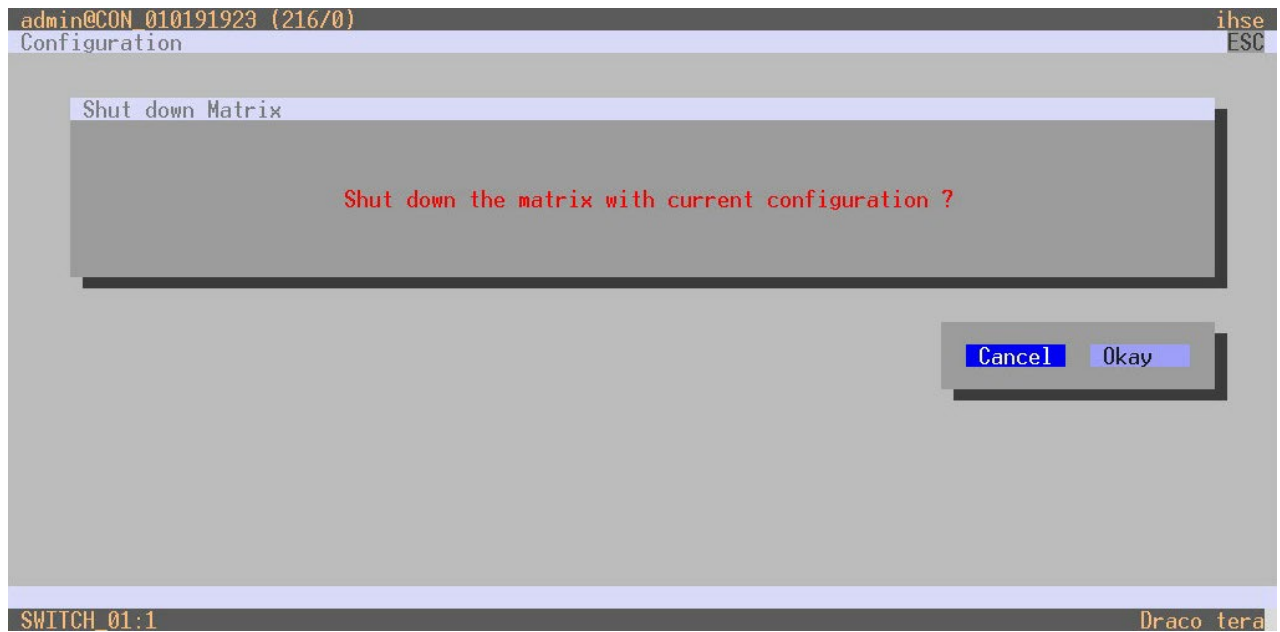 admin@CON_010191923 (216/0) ihse
Configuration ESC
Shut down Matrix
Shut down the matrix with current configuration ?
Cancel Okay
SWITCH_01:1 Draco tera